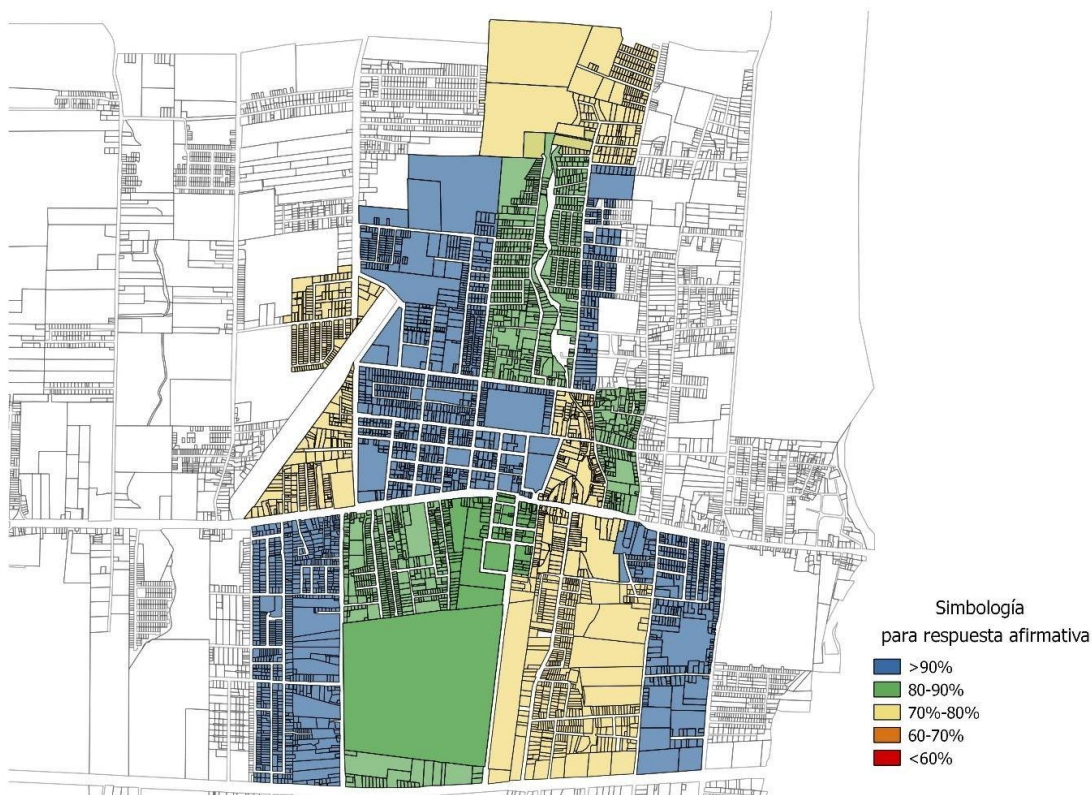 Simbología
para respuesta afirmativa
>90%
80-90%
70%-80%
60-70%
<60%